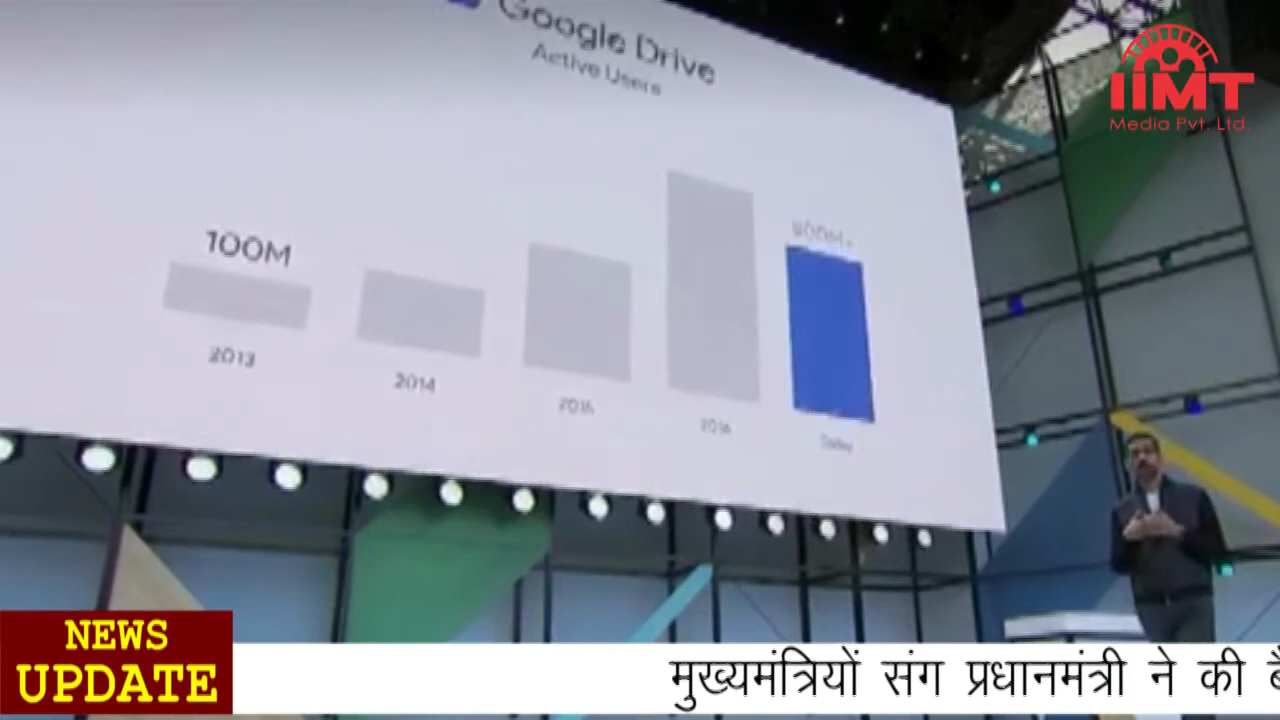 Google Drive
Active Users
100M
800M+
2013
2014
2015
2016
Today
IIMT
Media Pvt. Ltd.
NEWS
UPDATE
मुख्यमंत्रियों संग प्रधानमंत्री ने की